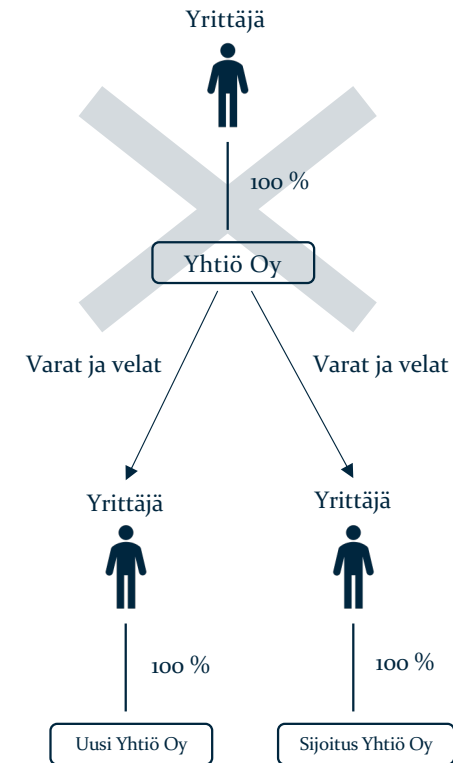 Yrittäjä
100 %
Yhtiö Oy
Varat ja velat
Varat ja velat
Yrittäjä
Yrittäjä
100 %
100 %
Uusi Yhtiö Oy
Sijoitus Yhtiö Oy